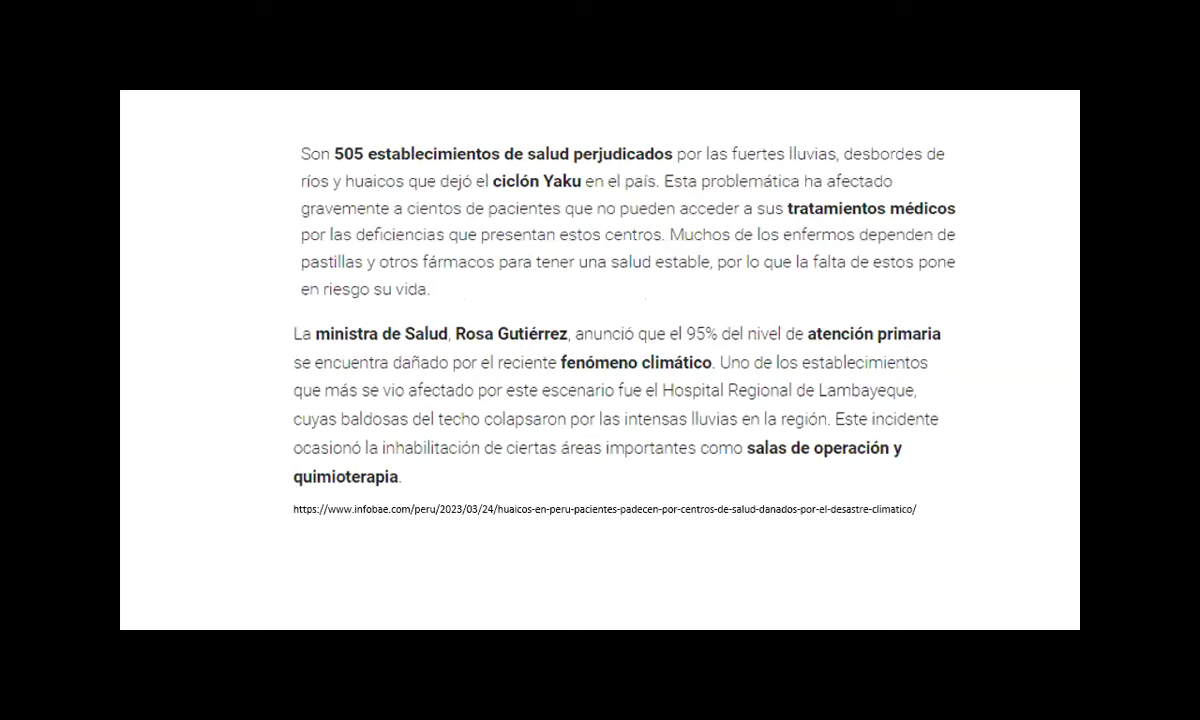 Son 505 establecimientos de salud perjudicados por las fuertes lluvias, desbordes de
ríos y huaicos que dejó el ciclón Yaku en el país. Esta problemática ha afectado
gravemente a cientos de pacientes que no pueden acceder a sus tratamientos médicos
por las deficiencias que presentan estos centros. Muchos de los enfermos dependen de
pastillas y otros fármacos para tener una salud estable, por lo que la falta de estos pone
en riesgo su vida.
La ministra de Salud, Rosa Gutiérrez, anunció que el 95% del nivel de atención primaria
se encuentra dañado por el reciente fenómeno climático. Uno de los establecimientos
que más se vio afectado por este escenario fue el Hospital Regional de Lambayeque,
cuyas baldosas del techo colapsaron por las intensas lluvias en la región. Este incidente
ocasionó la inhabilitación de ciertas áreas importantes como salas de operación y
quimioterapia.
https://www.infobae.com/peru/2023/03/24/huaicos-en-peru-pacientes-padecen-por-centros-de-salud-danados-por-el-desastre-climatico/